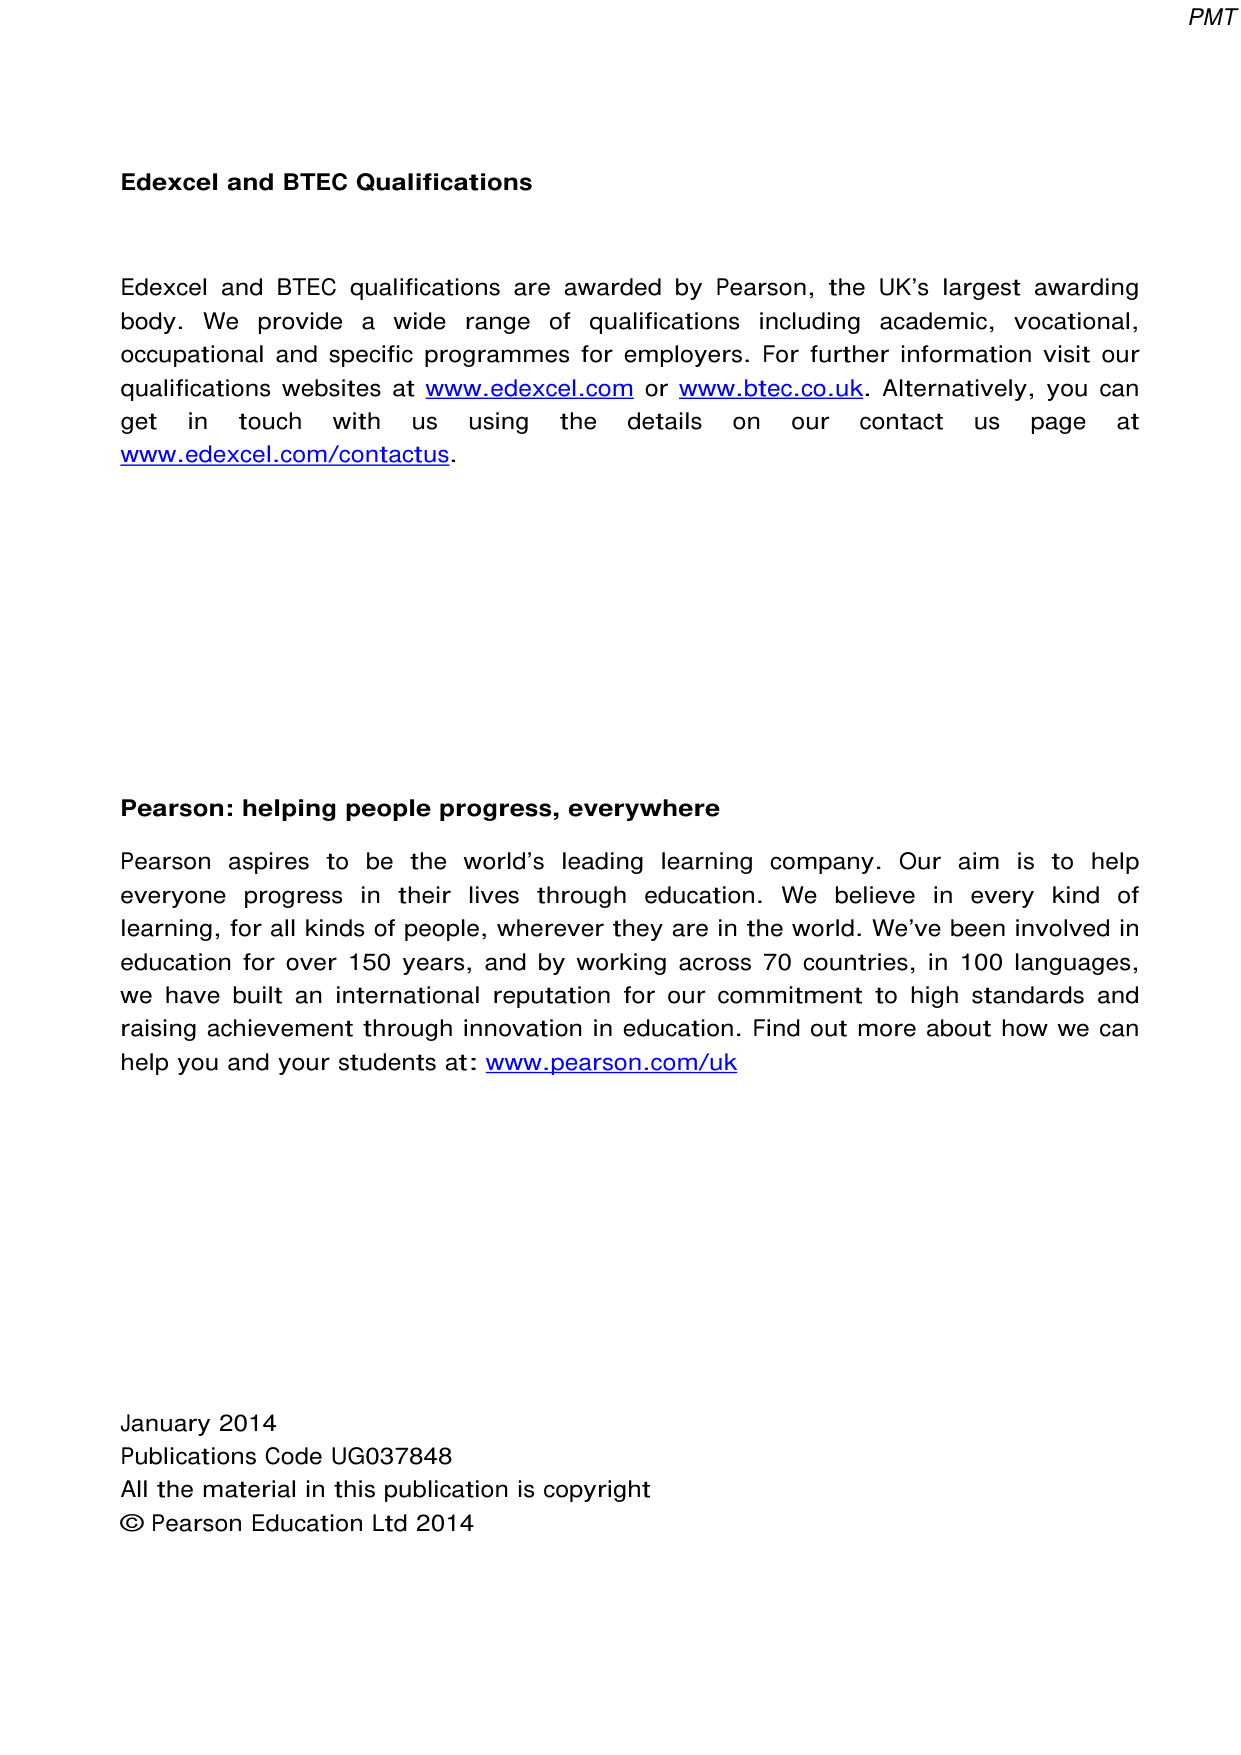 PMT
Edexcel and BTEC Qualifications
Edexcel and BTEC qualifications are awarded by Pearson, the UK's largest awarding
body. We provide a wide range of qualifications including academic, vocational,
occupational and specific programmes for employers. For further information visit our
qualifications websites at www.edexcel.com or www.btec.co.uk. Alternatively, you can
get in touch with us using the details on our contact us page at
www.edexcel.com/contactus.
Pearson: helping people progress, everywhere
Pearson aspires to be the world's leading learning company. Our aim is to help
everyone progress in their lives through education. We believe in every kind of
learning, for all kinds of people, wherever they are in the world. We've been involved in
education for over 150 years, and by working across 70 countries, in 100 languages,
we have built an international reputation for our commitment to high standards and
raising achievement through innovation in education. Find out more about how we can
help you and your students at: www.pearson.com/uk
January 2014
Publications Code UG037848
All the material in this publication is copyright
© Pearson Education Ltd 2014